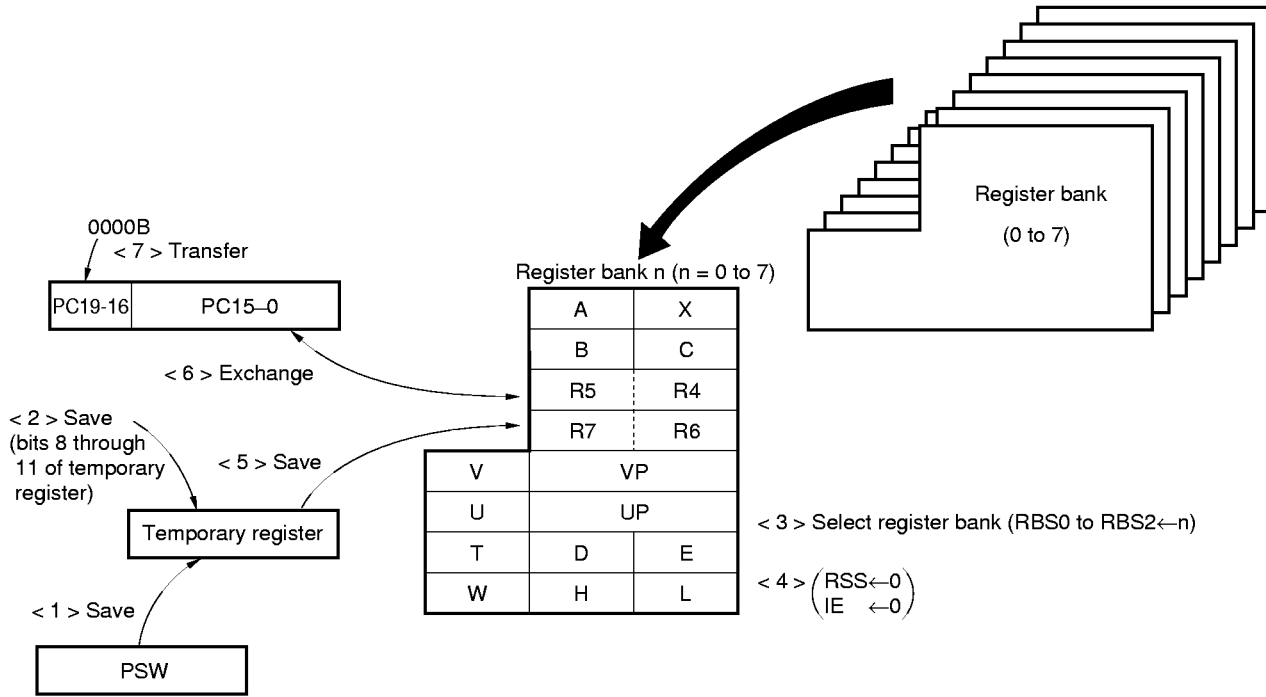 Register bank
(0 to 7)
0000B
< 7 > Transfer
PC19-16
PC15–0
< 6 > Exchange
< 2 > Save
(bits 8 through
11 of temporary
register)
< 5 > Save
Temporary register
< 1 > Save
PSW
Register bank n (n = 0 to 7)
A X
B C
R5 R4
R7 R6
V VP
U UP
T D E
W H L
< 3 > Select register bank (RBS0 to RBS2←n)
< 4 > (RSS←0
IE ←0)